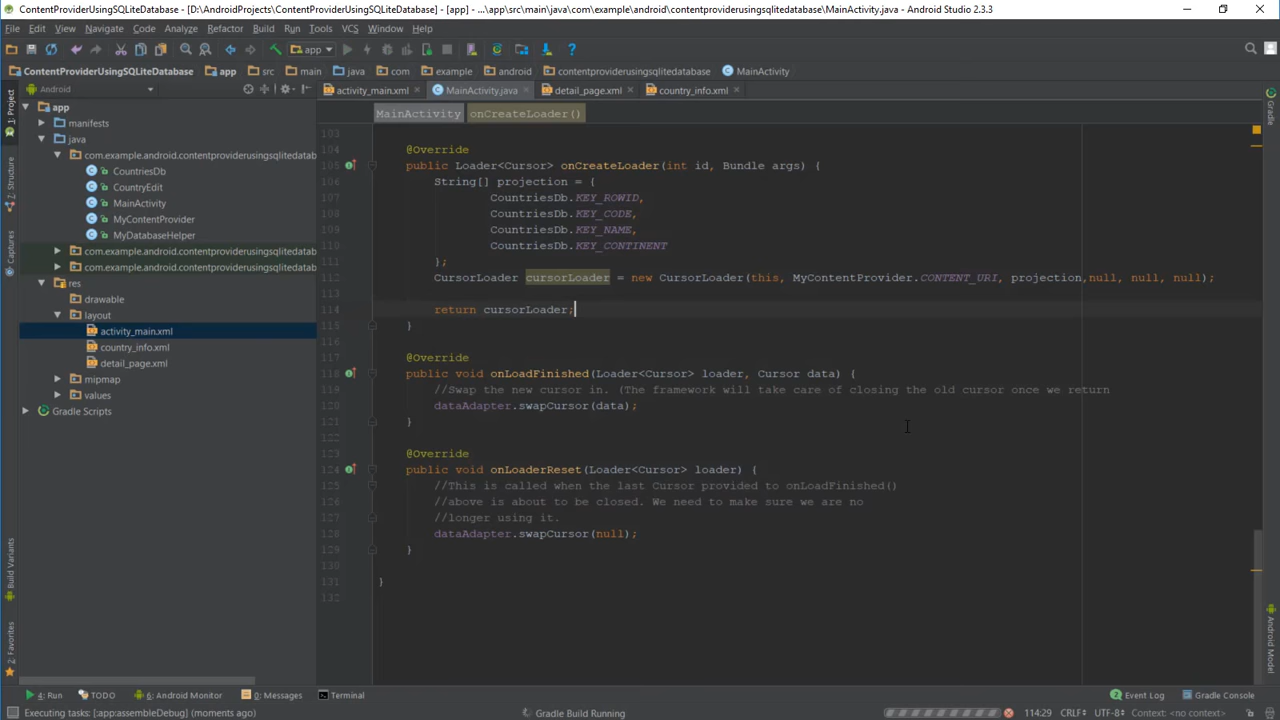 ContentProviderUsingSQLiteDatabase - [D:\AndroidProjects\ContentProviderUsingSQLiteDatabase] - [app] - ...\app\src\main\java\com\example\android\contentproviderusingsqlitedatabase\MainActivity.java - Android Studio 2.3.3
File Edit View Navigate Code Analyze Refactor Build Run Tools VCS Window Help
app
ContentProviderUsingSQLiteDatabase app src main java com example android contentproviderusingsqlitedatabase MainActivity
Android activity_main.xml MainActivity.java detail_page.xml country_info.xml
1: Project
Z: Structure
Captures
Build Variants
2: Favorites
app
manifests
java
com.example.android.contentproviderusingsqlitedatab
CountriesDb
CountryEdit
MainActivity
MyContentProvider
MyDatabaseHelper
com.example.android.contentproviderusingsqlitedatab
com.example.android.contentproviderusingsqlitedatab
res
drawable
layout
activity_main.xml
country_info.xml
detail_page.xml
mipmap
values
Gradle Scripts
MainActivity onCreateLoader()
103
104 @Override
105 public Loader<Cursor> onCreateLoader(int id, Bundle args) {
106 String[] projection = {
107 CountriesDb.KEY_ROWID,
108 CountriesDb.KEY_CODE,
109 CountriesDb.KEY_NAME,
110 CountriesDb.KEY_CONTINENT
111 };
112 CursorLoader cursorLoader = new CursorLoader(this, MyContentProvider.CONTENT_URI, projection,null, null, null);
113
114 return cursorLoader;
115 }
116
117 @Override
118 public void onLoadFinished(Loader<Cursor> loader, Cursor data) {
119 //Swap the new cursor in. (The framework will take care of closing the old cursor once we return
120 dataAdapter.swapCursor(data);
121 }
122
123 @Override
124 public void onLoaderReset(Loader<Cursor> loader) {
125 //This is called when the last Cursor provided to onLoadFinished()
126 //above is about to be closed. We need to make sure we are no
127 //longer using it.
128 dataAdapter.swapCursor(null);
129 }
130
131 }
132
Gradle
Android Model
4: Run TODO 6: Android Monitor 0: Messages Terminal Event Log Gradle Console
Executing tasks: [:app:assembleDebug] (moments ago) Gradle Build Running 114:29 CRLF UTF-8 Context: <no context>